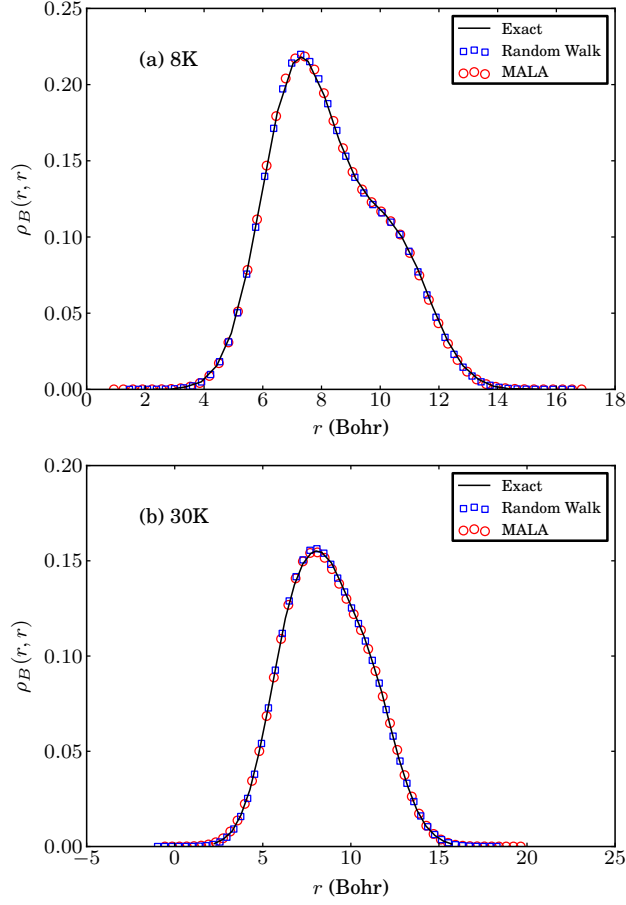 0.25
0.20
0.15
0.10
0.05
0.00
ρ_B(r, r)
(a) 8K
Exact
Random Walk
MALA
0 2 4 6 8 10 12 14 16 18
r (Bohr)
0.20
0.15
0.10
0.05
0.00
ρ_B(r, r)
(b) 30K
Exact
Random Walk
MALA
−5 0 5 10 15 20 25
r (Bohr)